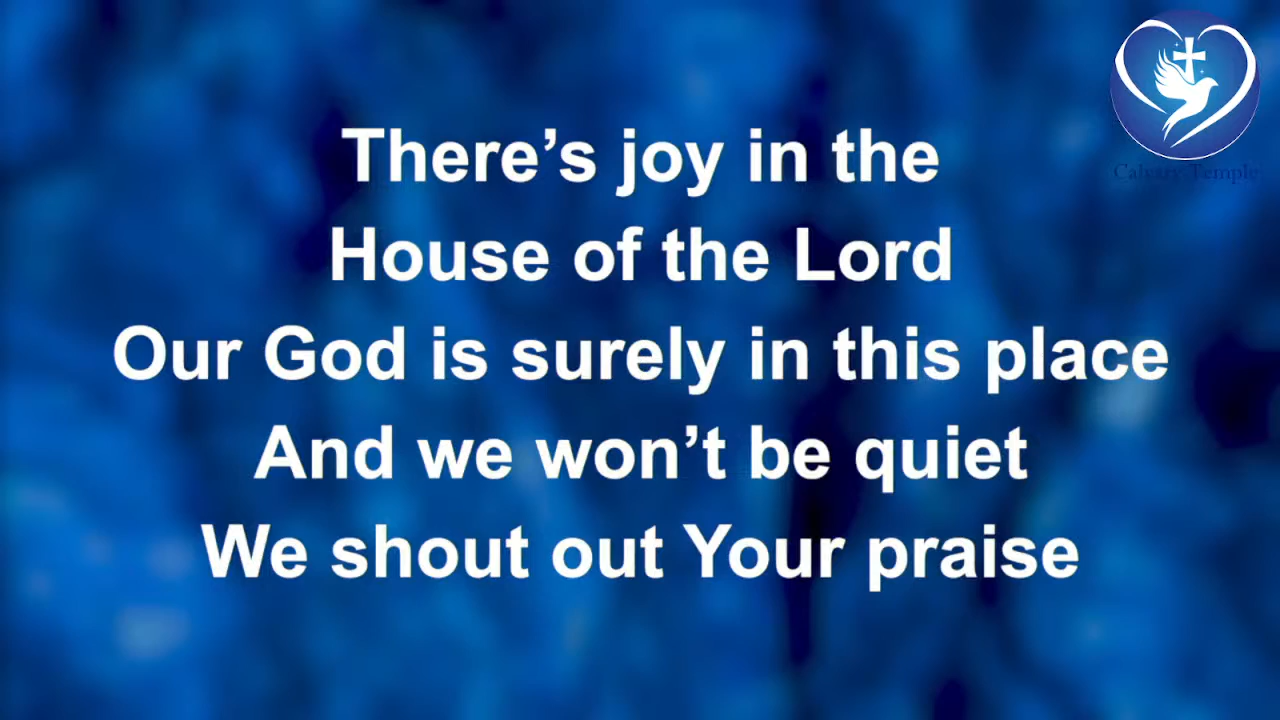 There’s joy in the
House of the Lord
Our God is surely in this place
And we won’t be quiet
We shout out Your praise
Calvary Temple